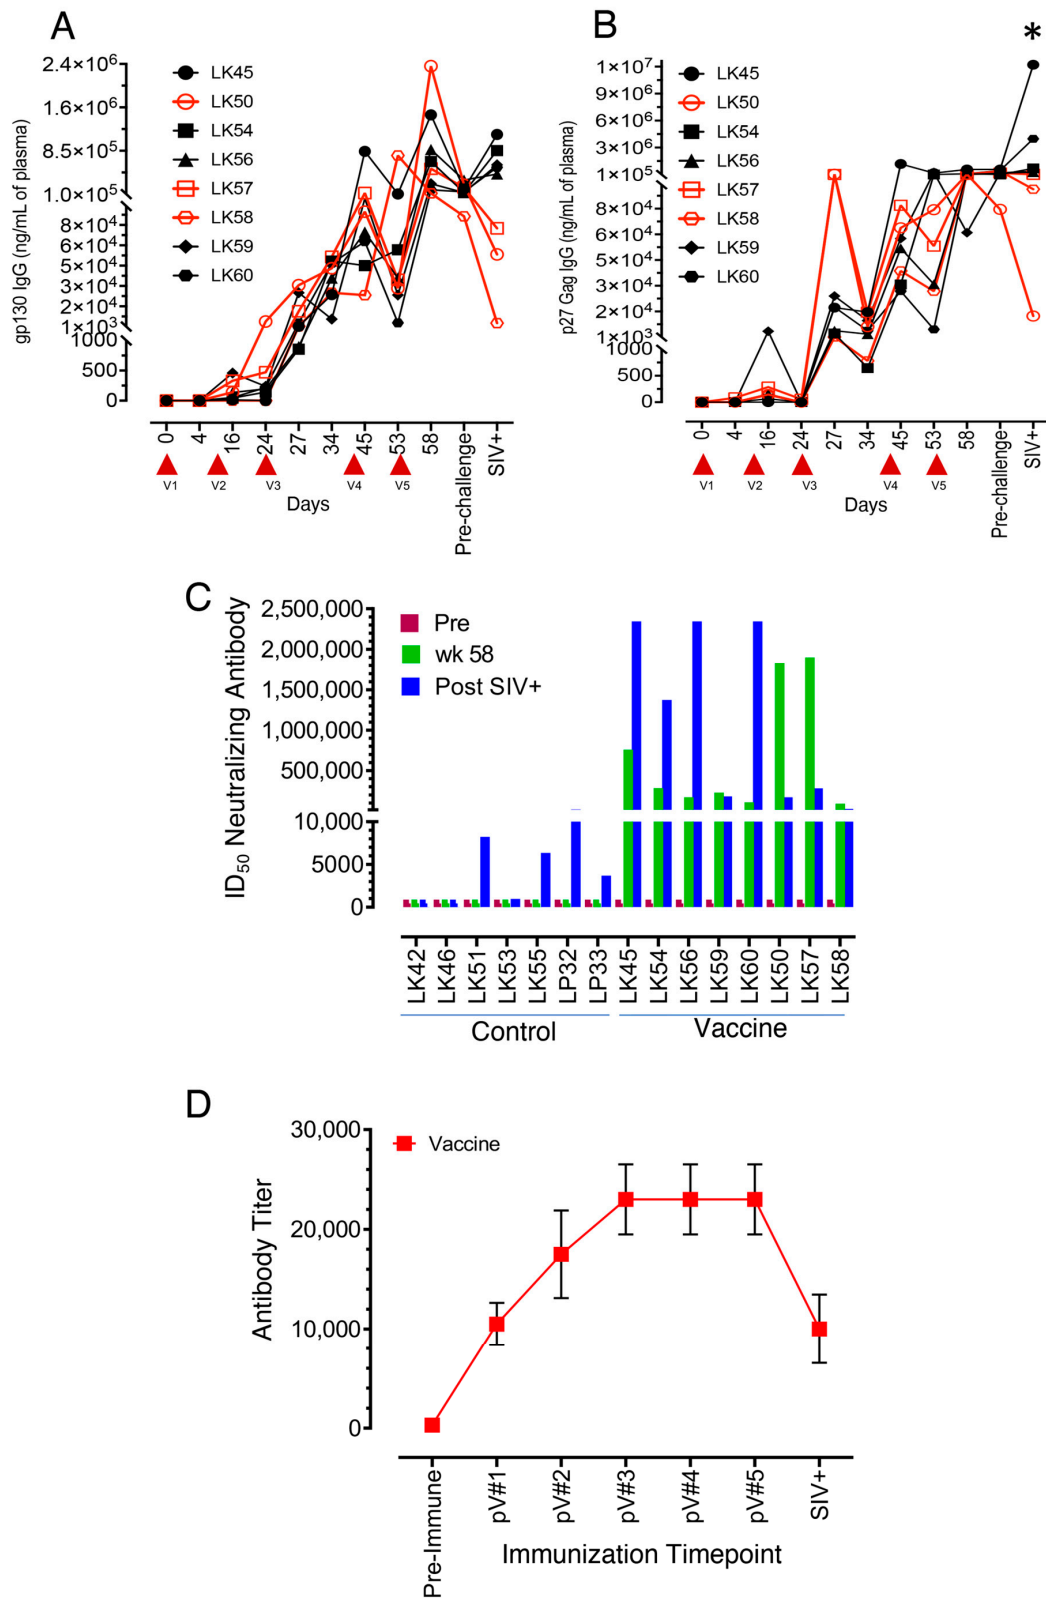 A
gp130 IgG (ng/mL of plasma)
2.4×10⁶
1.6×10⁶
8.5×10⁵
1.0×10⁵
8×10⁴
6×10⁴
5×10⁴
3×10⁴
2×10⁴
1×10³
1000
500
0
LK45
LK50
LK54
LK56
LK57
LK58
LK59
LK60
0 4 16 24 27 34 45 53 58 Pre-challenge SIV+
V1 V2 V3 V4 V5
Days
B
*
p27 Gag IgG (ng/mL of plasma)
1×10⁷
9×10⁶
6×10⁶
3×10⁶
1×10⁵
8×10⁴
6×10⁴
3×10⁴
2×10⁴
1×10³
1000
500
0
LK45
LK50
LK54
LK56
LK57
LK58
LK59
LK60
0 4 16 24 27 34 45 53 58 Pre-challenge SIV+
V1 V2 V3 V4 V5
Days
C
ID₅₀ Neutralizing Antibody
2,500,000
2,000,000
1,500,000
1,000,000
500,000
10,000
5000
0
Pre
wk 58
Post SIV+
LK42 LK46 LK51 LK53 LK55 LP32 LP33 LK45 LK54 LK56 LK59 LK60 LK50 LK57 LK58
Control Vaccine
D
Antibody Titer
30,000
20,000
10,000
0
Vaccine
Pre-Immune pV#1 pV#2 pV#3 pV#4 pV#5 SIV+
Immunization Timepoint